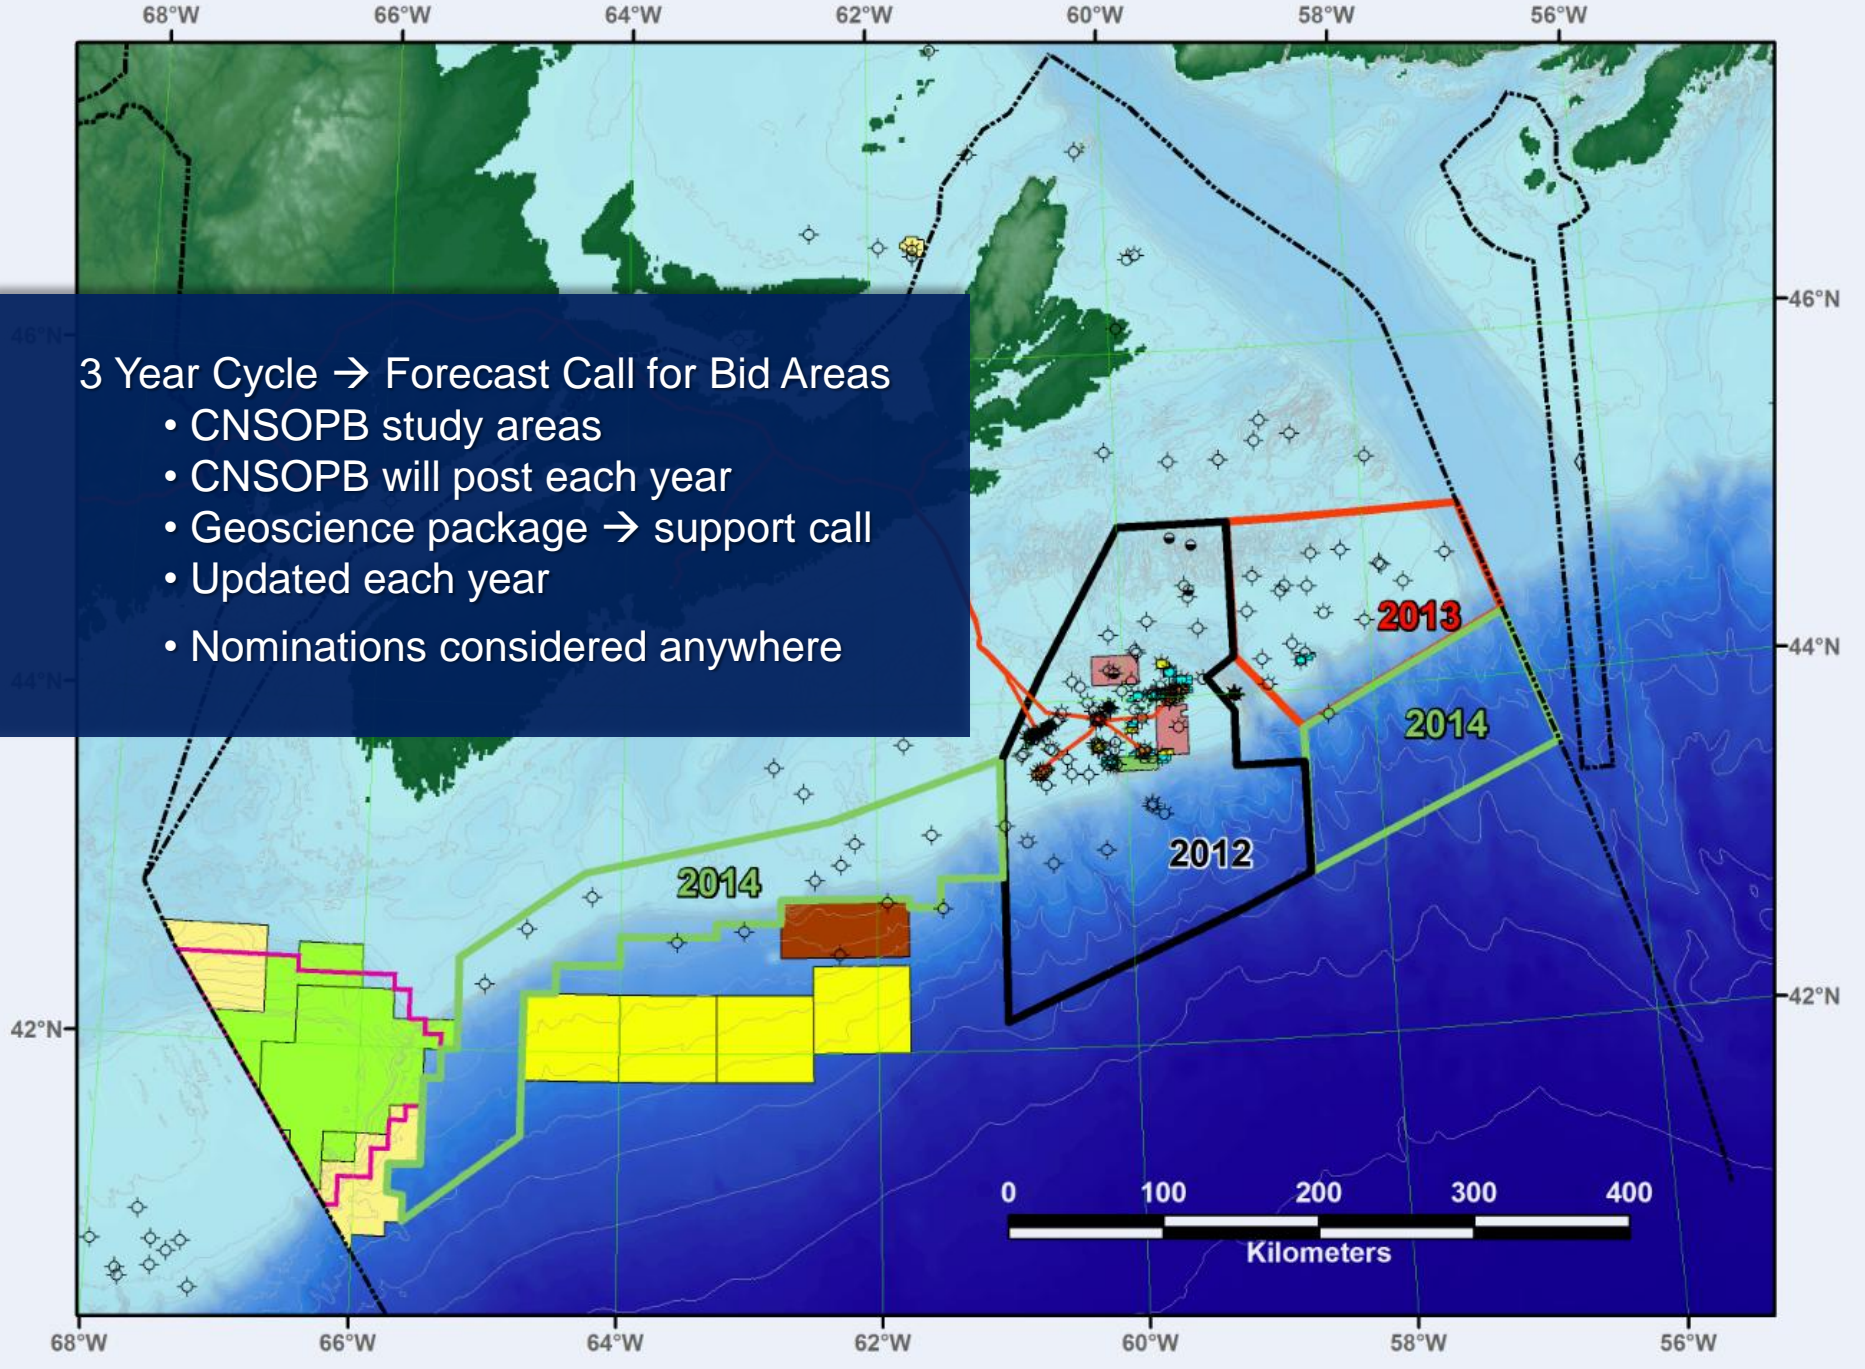 68°W 66°W 64°W 62°W 60°W 58°W 56°W
46°N 46°N
3 Year Cycle → Forecast Call for Bid Areas
• CNSOPB study areas
• CNSOPB will post each year
• Geoscience package → support call
• Updated each year
• Nominations considered anywhere
2013
44°N 44°N
2014
2012
2014
42°N 42°N
0 100 200 300 400
Kilometers
68°W 66°W 64°W 62°W 60°W 58°W 56°W